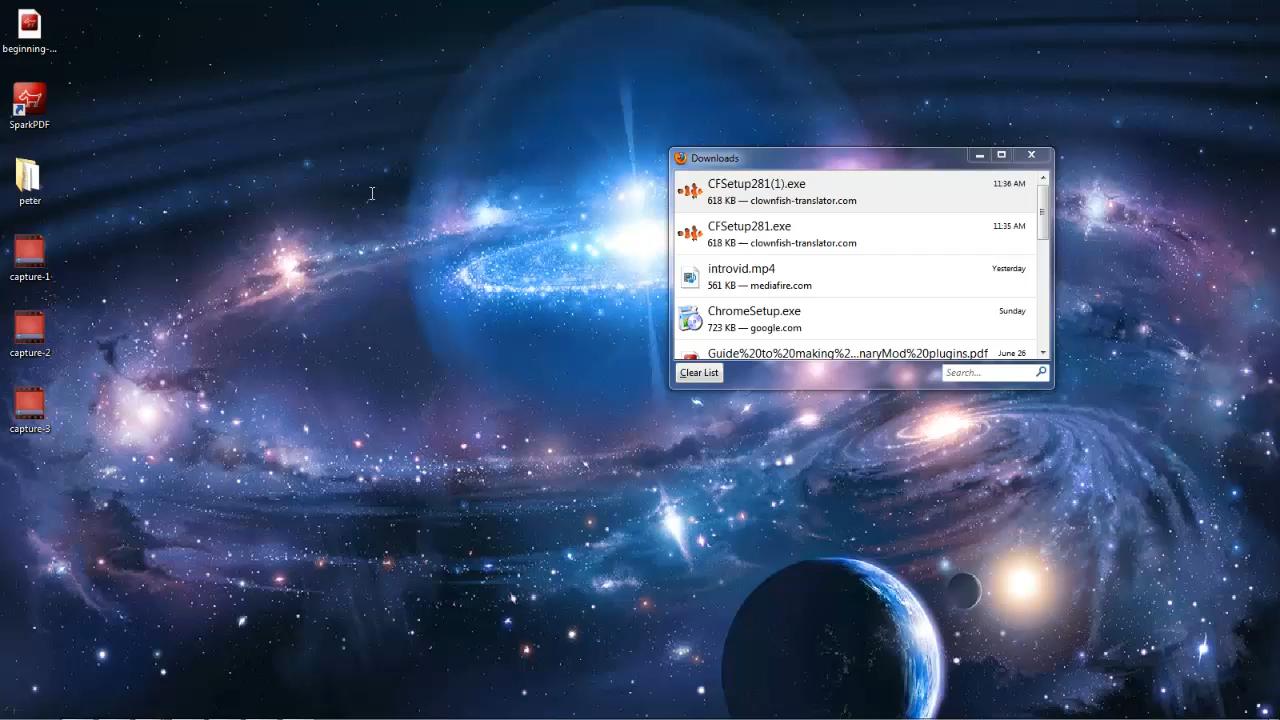 beginning-...
SparkPDF
peter
capture-1
capture-2
capture-3
Downloads
CFSetup281(1).exe
11:36 AM
618 KB — clownfish-translator.com
CFSetup281.exe
11:35 AM
618 KB — clownfish-translator.com
introvid.mp4
Yesterday
561 KB — mediafire.com
ChromeSetup.exe
Sunday
723 KB — google.com
Guide%20to%20making%2...naryMod%20plugins.pdf
June 26
Clear List
Search...